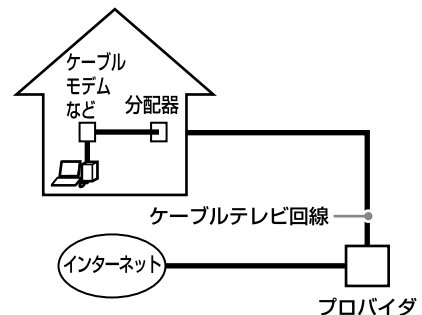 ケーブル
モデム
など
分配器
ケーブルテレビ回線
インターネット
プロバイダ